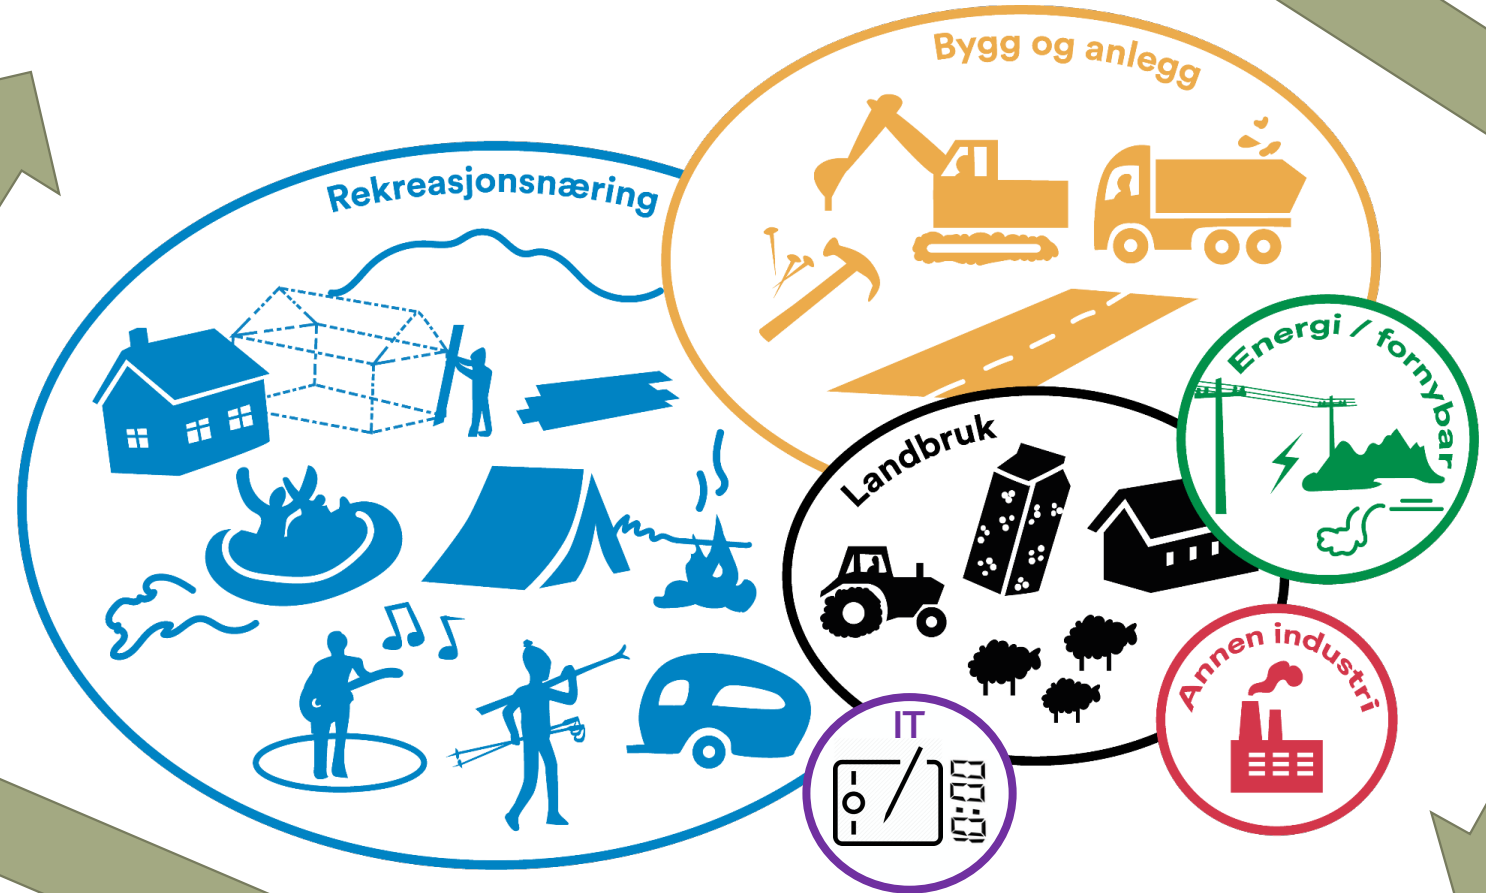 Bygg og anlegg
Rekreasjonsnæring
Energi / fornybar
Landbruk
Annen industri
IT